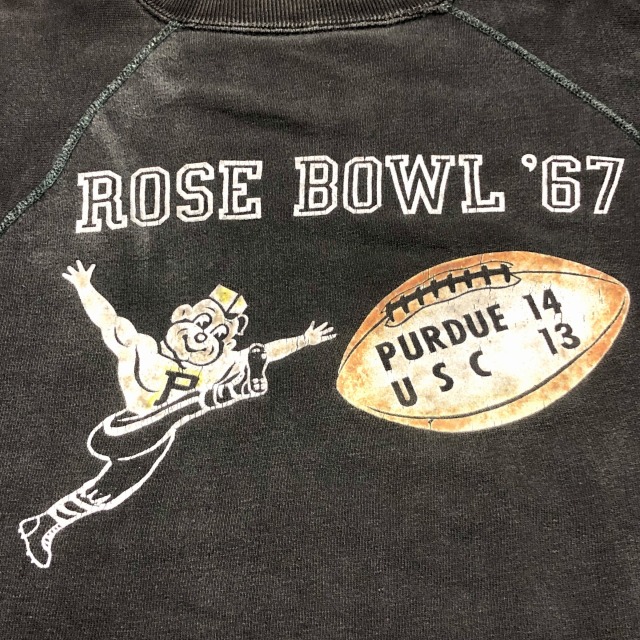 ROSE BOWL '67
P
PURDUE 14
USC 13